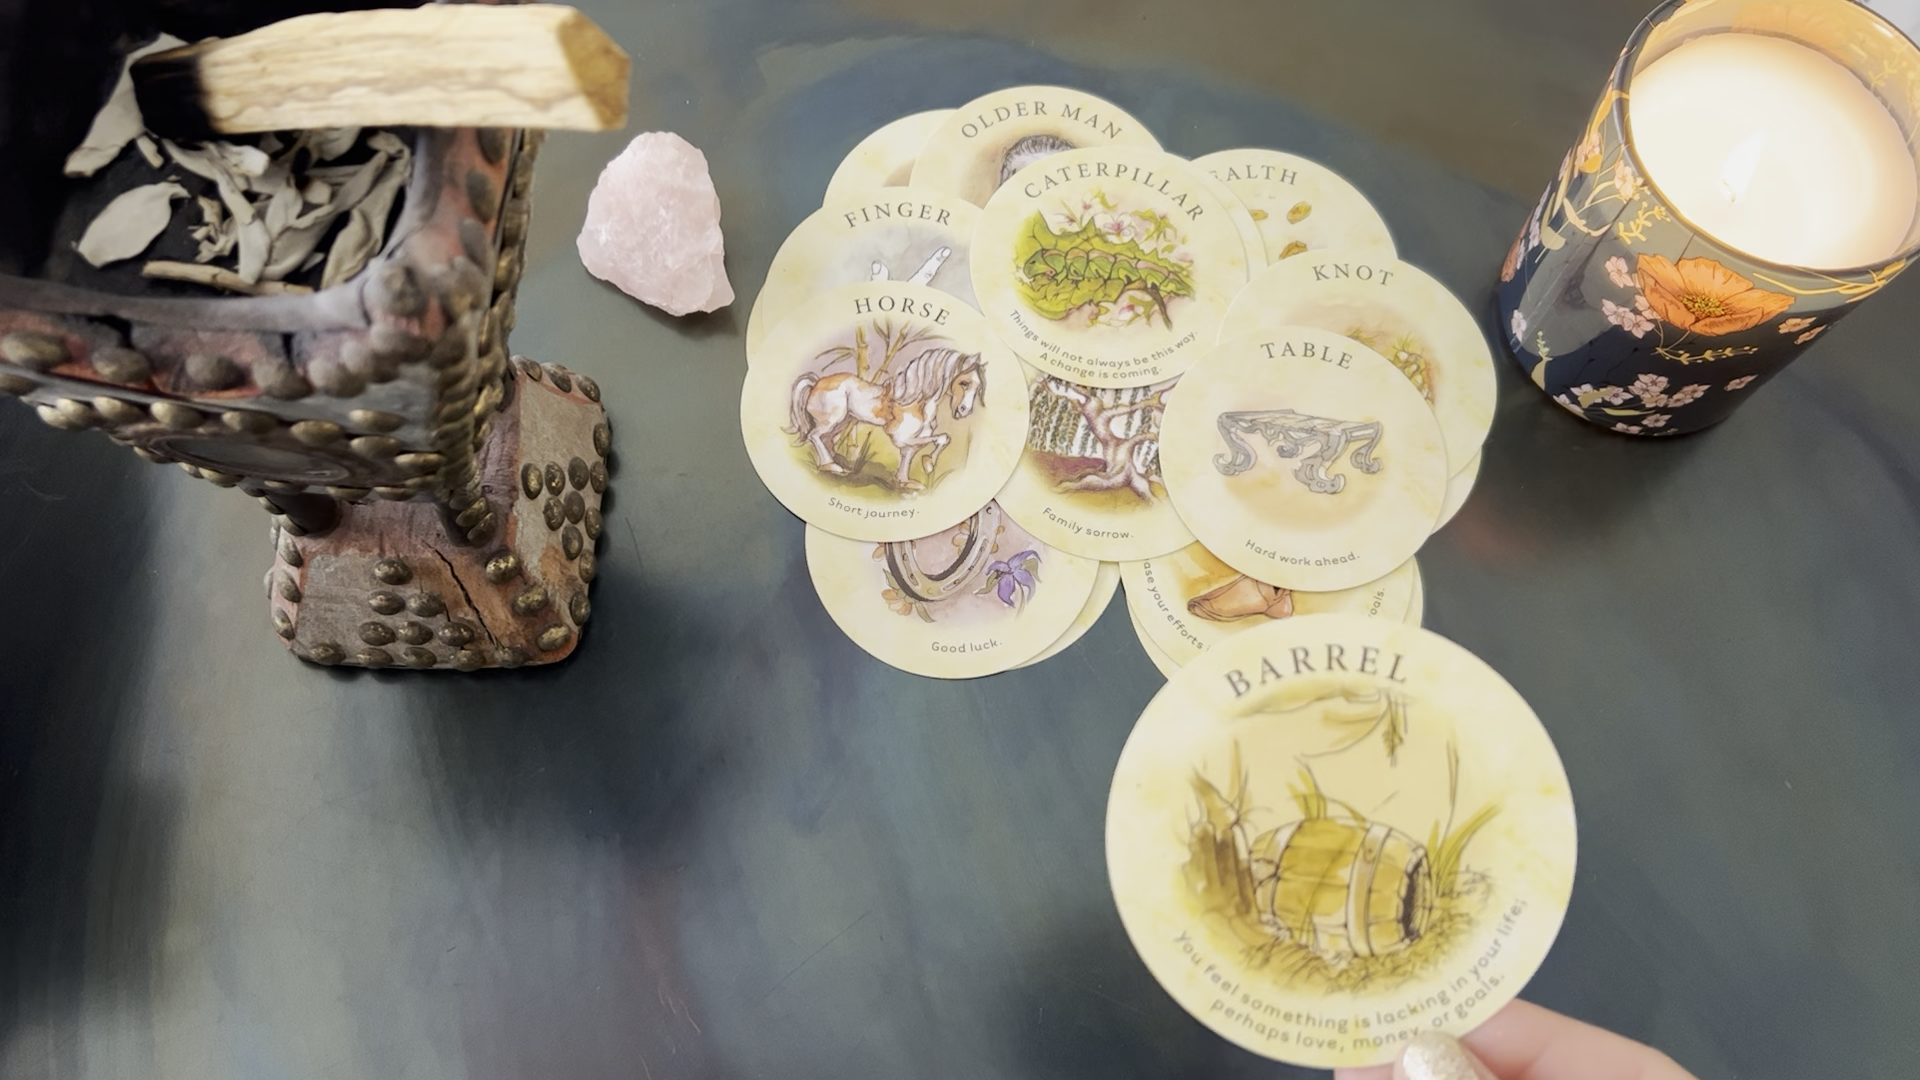 OLDER MAN
CATERPILLAR
Things will not always be this way.
A change is coming.
FINGER
HORSE
Short journey.
KNOT
TABLE
Hard work ahead.
Family sorrow.
Good luck.
your efforts
BARREL
You feel something is lacking in your life;
perhaps love, money, or goals.